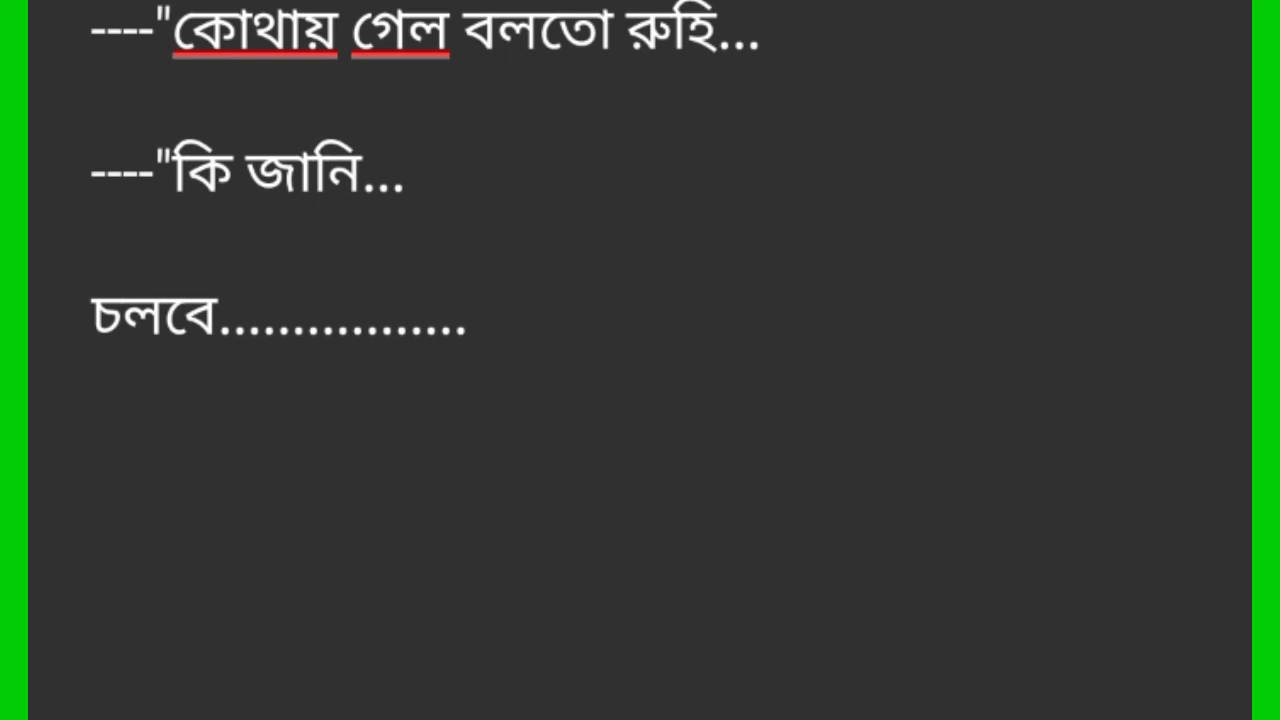 ----"কোথায় গেল বলতো রুহি...
----"কি জানি...
চলবে.................